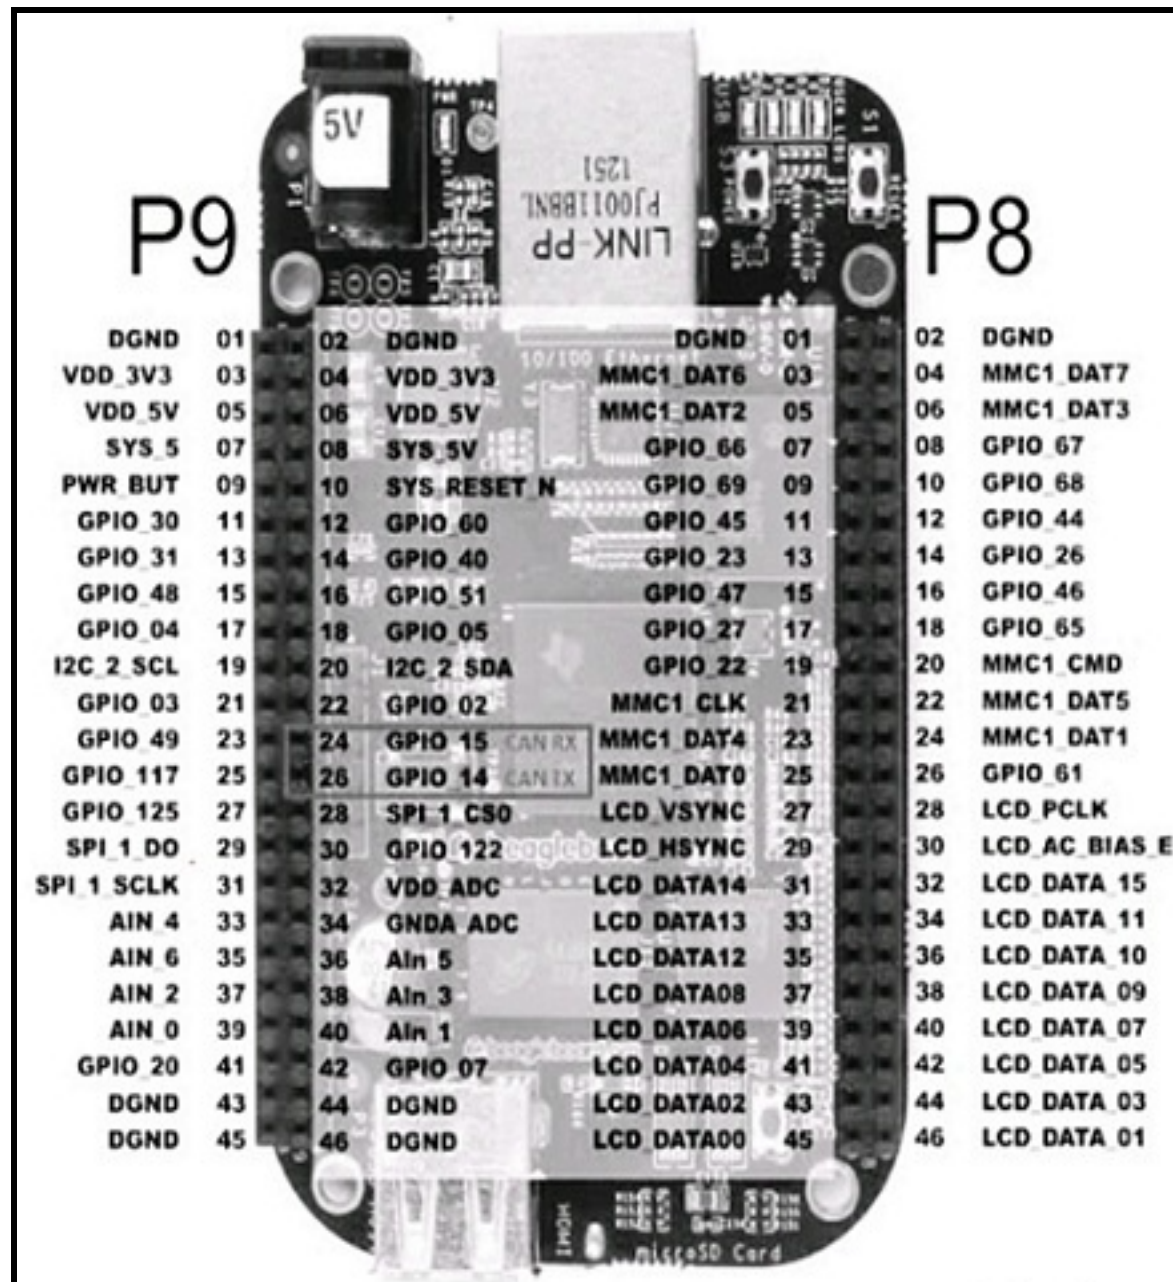 5V
P9
P8
LINK-PP
PJ0011BBNL
1251
USB
S1
P1
10/100 Ethernet
DGND 01 02 DGND DGND 01 02 DGND
VDD_3V3 03 04 VDD_3V3 MMC1_DAT6 03 04 MMC1_DAT7
VDD_5V 05 06 VDD_5V MMC1_DAT2 05 06 MMC1_DAT3
SYS_5 07 08 SYS_5V GPIO_66 07 08 GPIO_67
PWR_BUT 09 10 SYS_RESET_N GPIO_69 09 10 GPIO_68
GPIO_30 11 12 GPIO_60 GPIO_45 11 12 GPIO_44
GPIO_31 13 14 GPIO_40 GPIO_23 13 14 GPIO_26
GPIO_48 15 16 GPIO_51 GPIO_47 15 16 GPIO_46
GPIO_04 17 18 GPIO_05 GPIO_27 17 18 GPIO_65
I2C_2_SCL 19 20 I2C_2_SDA GPIO_22 19 20 MMC1_CMD
GPIO_03 21 22 GPIO_02 MMC1_CLK 21 22 MMC1_DAT5
GPIO_49 23 24 GPIO_15 CAN RX MMC1_DAT4 23 24 MMC1_DAT1
GPIO_117 25 26 GPIO_14 CAN TX MMC1_DAT0 25 26 GPIO_61
GPIO_125 27 28 SPI_1_CS0 LCD_VSYNC 27 28 LCD_PCLK
SPI_1_DO 29 30 GPIO_122 LCD_HSYNC 29 30 LCD_AC_BIAS_E
SPI_1_SCLK 31 32 VDD_ADC LCD_DATA14 31 32 LCD_DATA_15
AIN_4 33 34 GNDA_ADC LCD_DATA13 33 34 LCD_DATA_11
AIN_6 35 36 AIn_5 LCD_DATA12 35 36 LCD_DATA_10
AIN_2 37 38 AIn_3 LCD_DATA08 37 38 LCD_DATA_09
AIN_0 39 40 AIn_1 LCD_DATA06 39 40 LCD_DATA_07
GPIO_20 41 42 GPIO_07 LCD_DATA04 41 42 LCD_DATA_05
DGND 43 44 DGND LCD_DATA02 43 44 LCD_DATA_03
DGND 45 46 DGND LCD_DATA00 45 46 LCD_DATA_01
HDMI
microSD Card